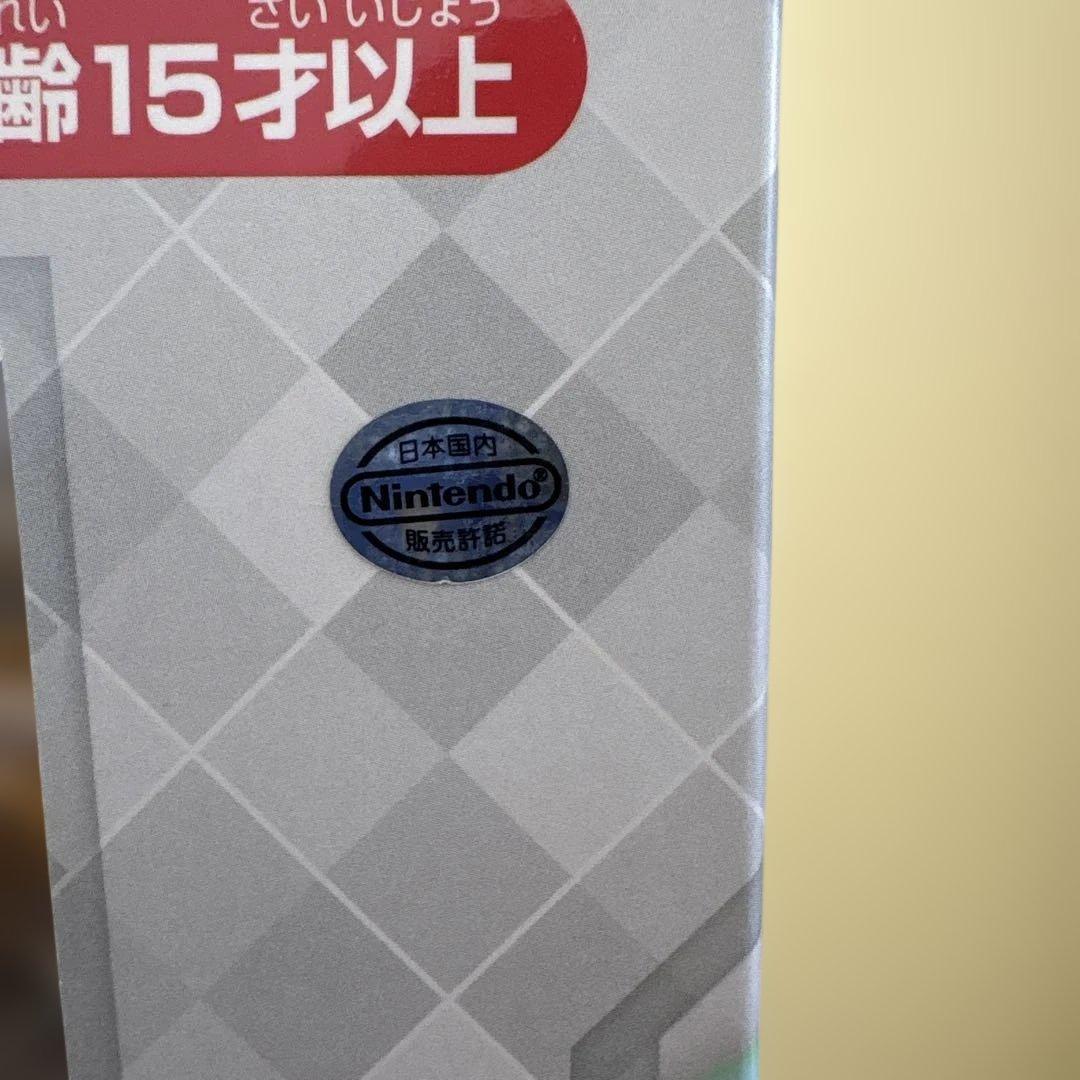 れい さい いじょう
齢15才以上
日本国内
Nintendo®
販売許諾